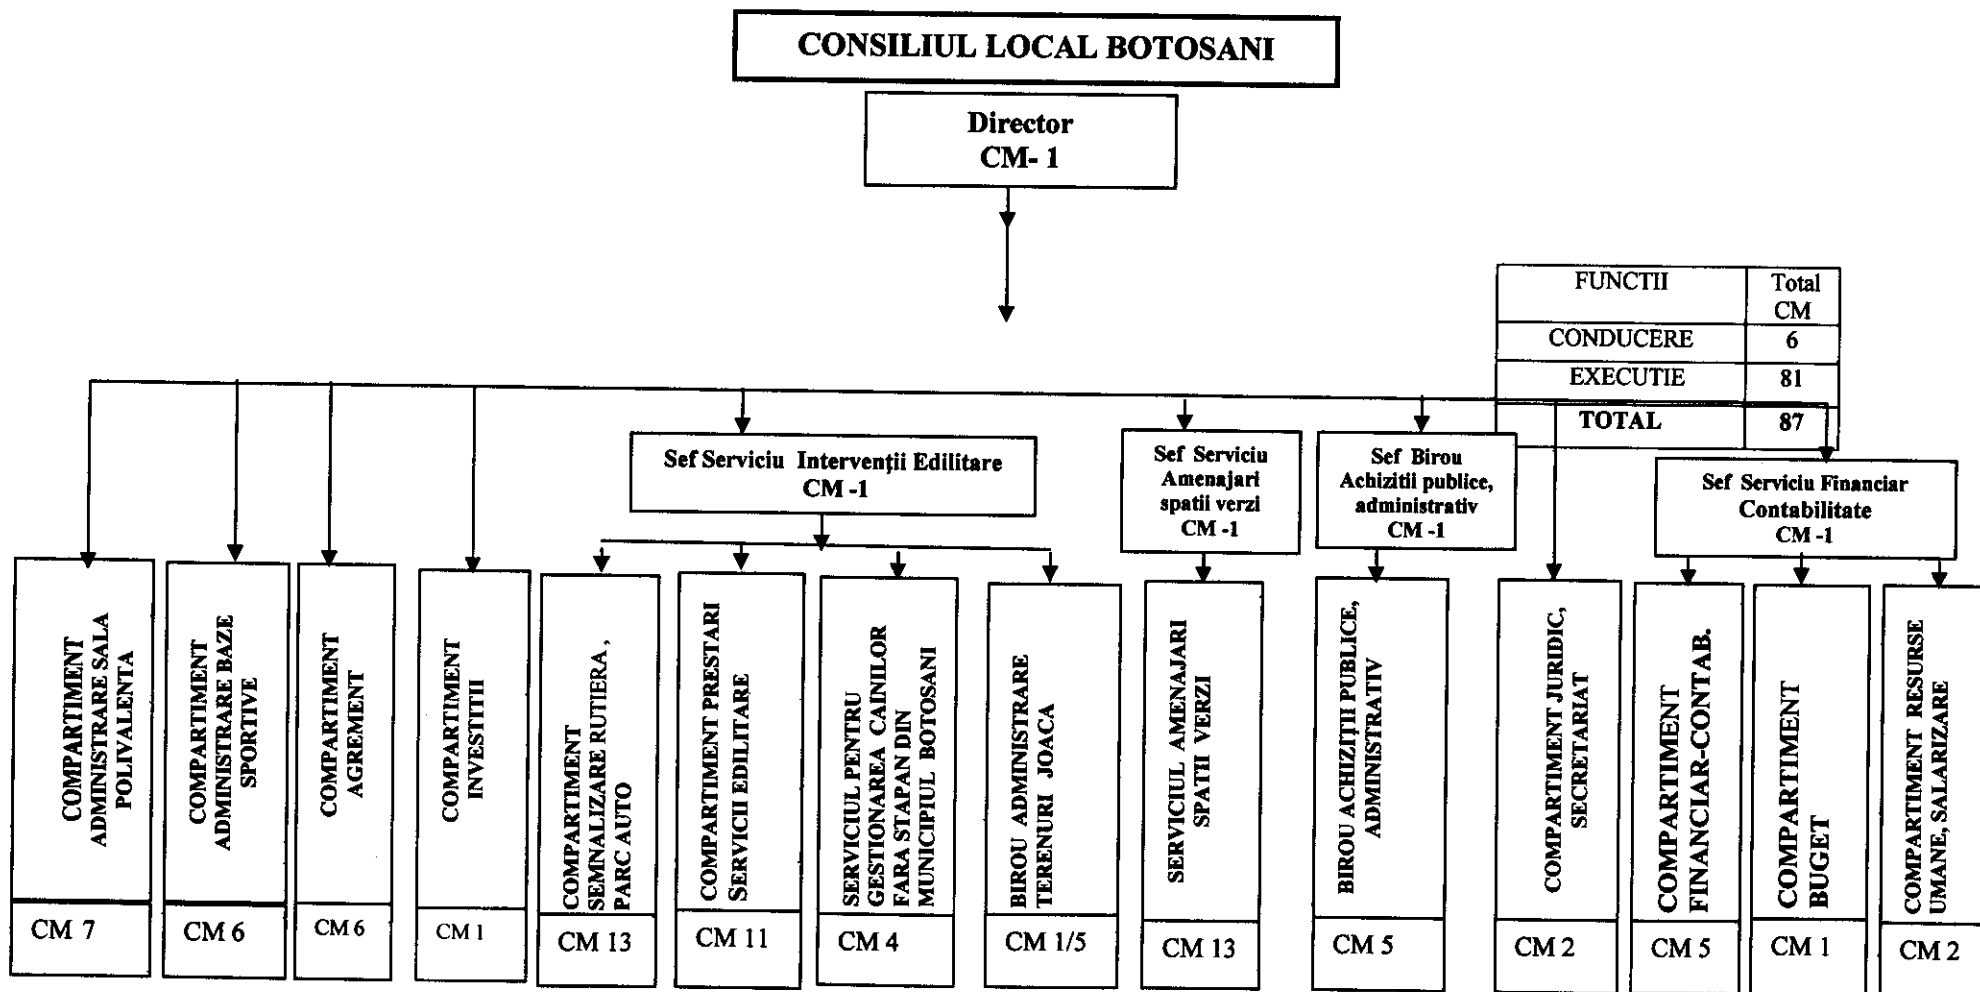 CONSILIUL LOCAL BOTOSANI
Director
CM- 1
FUNCTII
Total
CM
CONDUCERE
6
EXECUTIE
81
TOTAL
87
Sef Serviciu Intervenții Edilitare
CM -1
Sef Serviciu
Amenajari
spatii verzi
CM -1
Sef Birou
Achizitii publice,
administrativ
CM -1
Sef Serviciu Financiar
Contabilitate
CM -1
COMPARTIMENT
ADMINISTRARE SALA
POLIVALENTA
CM 7
COMPARTIMENT
ADMINISTRARE BAZE
SPORTIVE
CM 6
COMPARTIMENT
AGREMENT
CM 6
COMPARTIMENT
INVESTITII
CM 1
COMPARTIMENT
SEMNALIZARE RUTIERA ,
PARC AUTO
CM 13
COMPARTIMENT PRESTARI
SERVICII EDILITARE
CM 11
SERVICIUL PENTRU
GESTIONAREA CAINILOR
FARA STAPAN DIN
MUNICIPIUL BOTOSANI
CM 4
BIROU ADMINISTRARE
TERENURI JOACA
CM 1/5
SERVICIUL AMENAJARI
SPATII VERZI
CM 13
BIROU ACHIZIȚII PUBLICE,
ADMINISTRATIV
CM 5
COMPARTIMENT JURIDIC,
SECRETARIAT
CM 2
COMPARTIMENT
FINANCIAR-CONTAB.
CM 5
COMPARTIMENT
BUGET
CM 1
COMPARTIMENT RESURSE
UMANE, SALARIZARE
CM 2